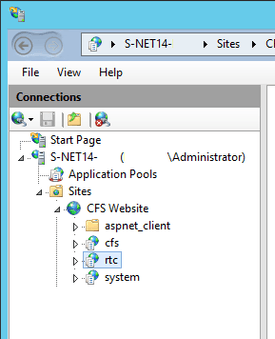 S-NET14- Sites
File View Help
Connections
Start Page
S-NET14- ( \Administrator)
Application Pools
Sites
CFS Website
aspnet_client
cfs
rtc
system